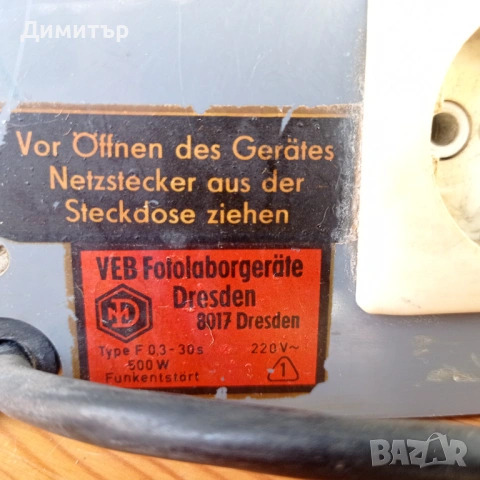 Димитър
Vor Öffnen des Gerätes
Netzstecker aus der
Steckdose ziehen
VEB Fotolaborgeräte
Dresden
8017 Dresden
Type F 0,3-30s 220V~
500W 1
Funkentstört
BAZAR